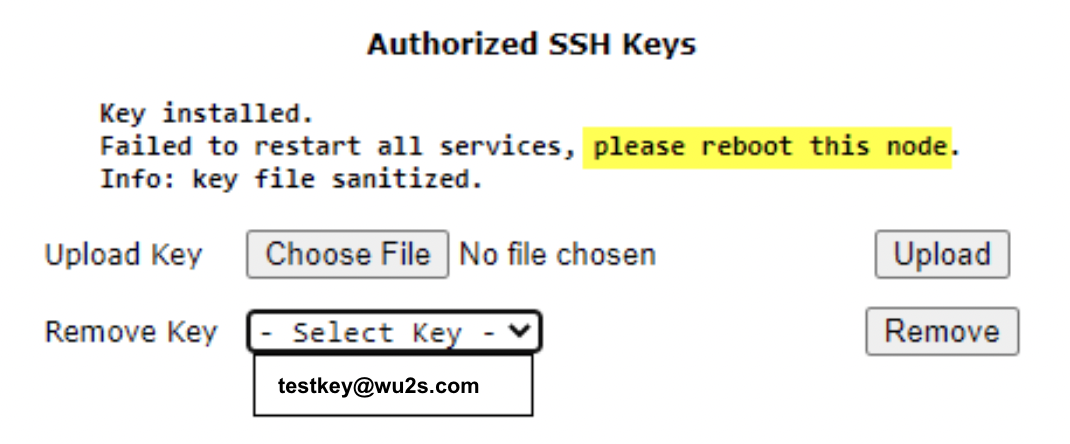 Authorized SSH Keys
Key installed.
Failed to restart all services, please reboot this node.
Info: key file sanitized.
Upload Key Choose File No file chosen Upload
Remove Key - Select Key - Remove
testkey@wu2s.com